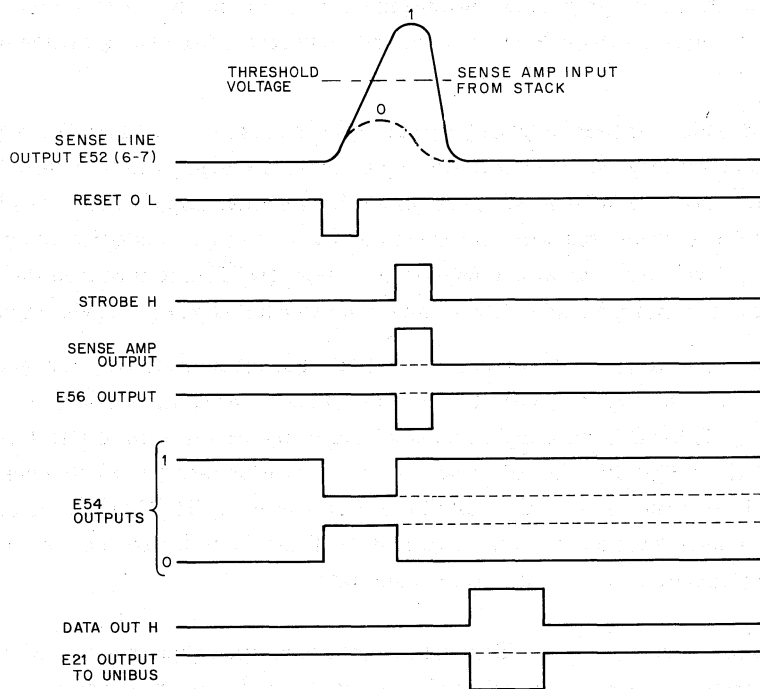 1
THRESHOLD
VOLTAGE
SENSE AMP INPUT
FROM STACK
0
SENSE LINE
OUTPUT E52 (6-7)
RESET O L
STROBE H
SENSE AMP
OUTPUT
E56 OUTPUT
1
E54
OUTPUTS
0
DATA OUT H
E21 OUTPUT
TO UNIBUS